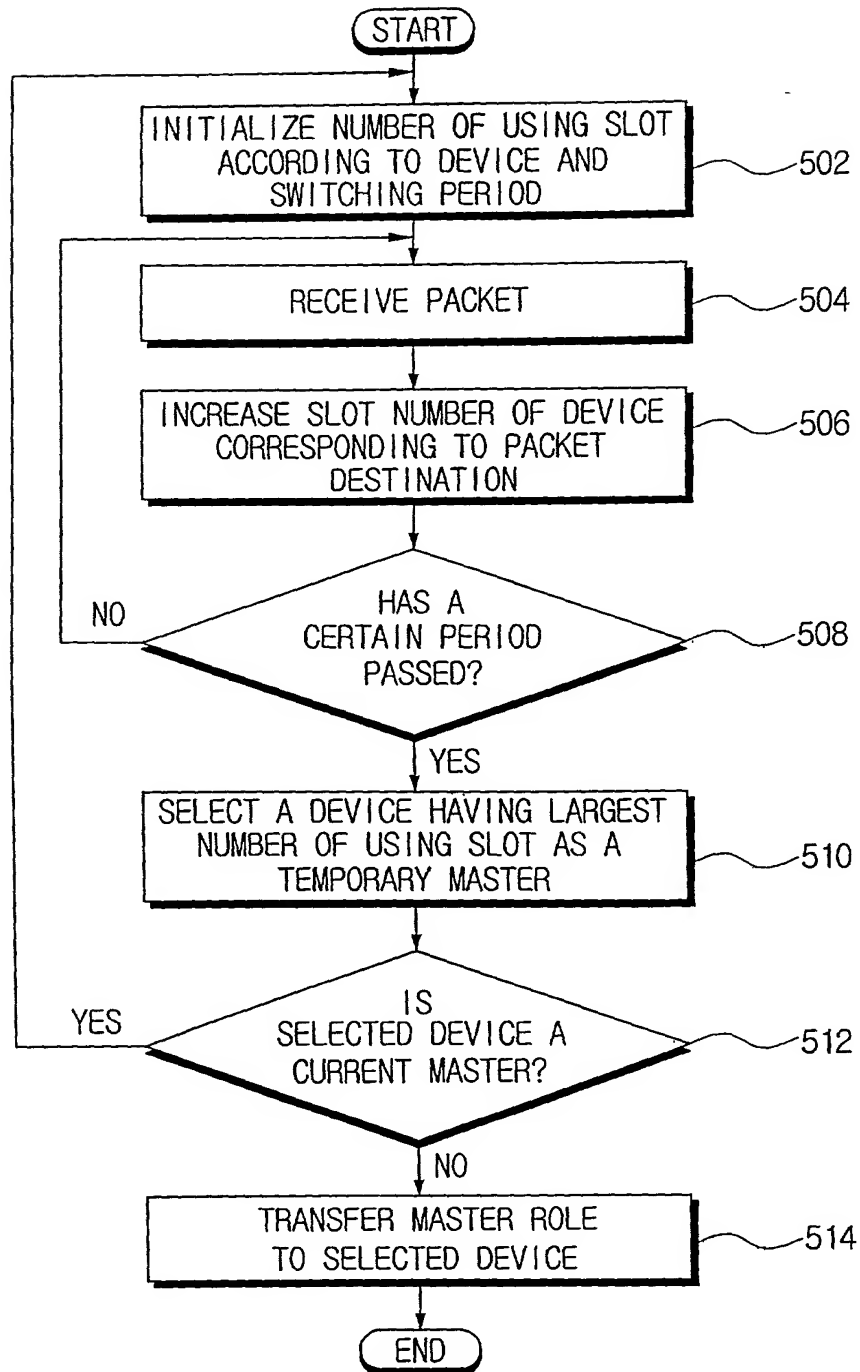 START
INITIALIZE NUMBER OF USING SLOT
ACCORDING TO DEVICE AND
SWITCHING PERIOD
502
RECEIVE PACKET
504
INCREASE SLOT NUMBER OF DEVICE
CORRESPONDING TO PACKET
DESTINATION
506
HAS A
CERTAIN PERIOD
PASSED?
508
NO
YES
SELECT A DEVICE HAVING LARGEST
NUMBER OF USING SLOT AS A
TEMPORARY MASTER
510
IS
SELECTED DEVICE A
CURRENT MASTER?
512
YES
NO
TRANSFER MASTER ROLE
TO SELECTED DEVICE
514
END